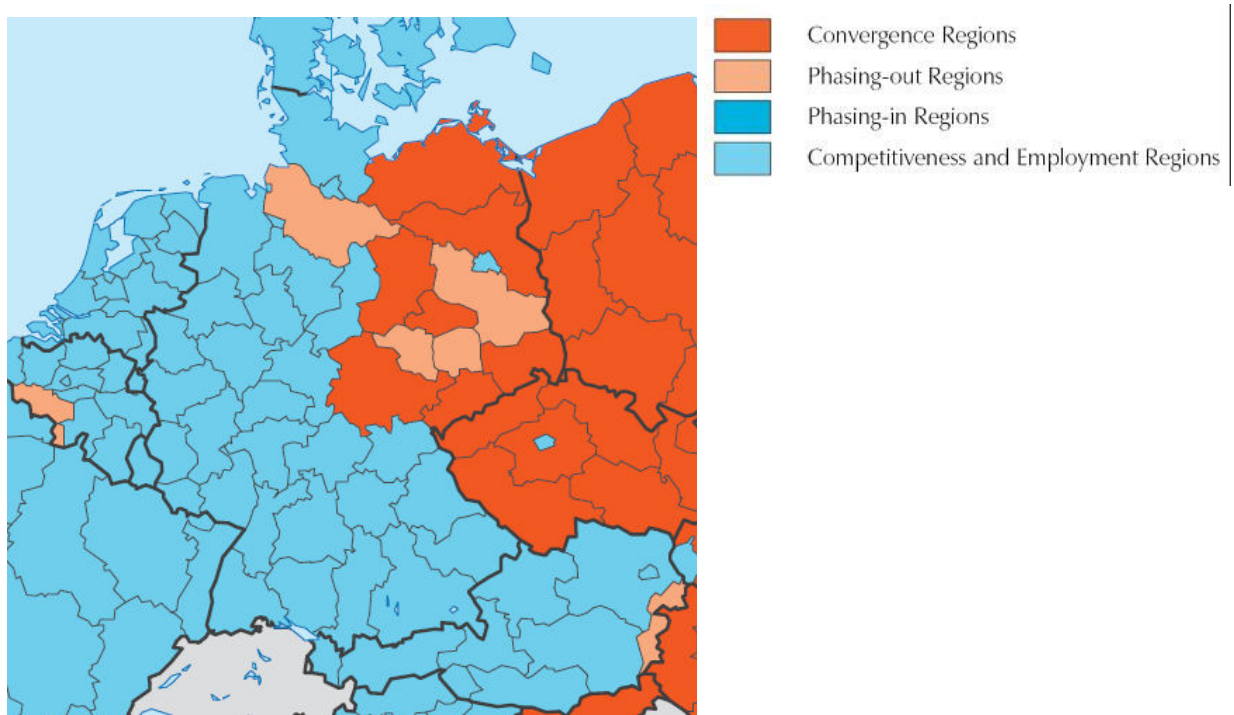 Convergence Regions
Phasing-out Regions
Phasing-in Regions
Competitiveness and Employment Regions